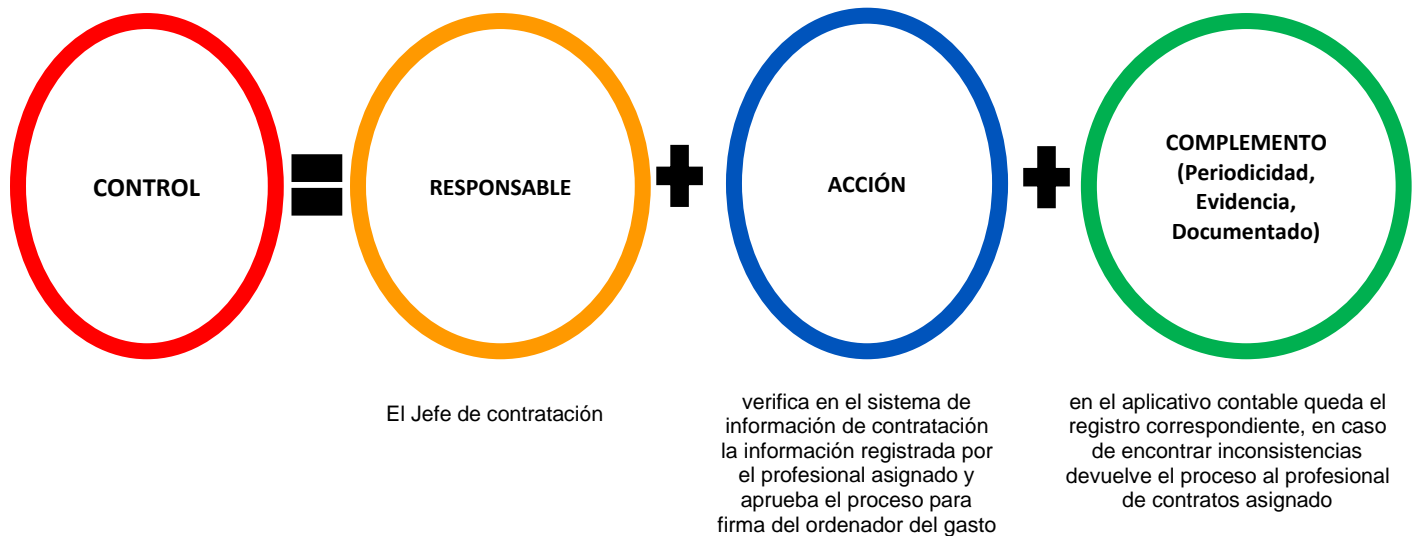 CONTROL
RESPONSABLE
ACCIÓN
COMPLEMENTO
(Periodicidad,
Evidencia,
Documentado)
El Jefe de contratación
verifica en el sistema de
información de contratación
la información registrada por
el profesional asignado y
aprueba el proceso para
firma del ordenador del gasto
en el aplicativo contable queda el
registro correspondiente, en caso
de encontrar inconsistencias
devuelve el proceso al profesional
de contratos asignado